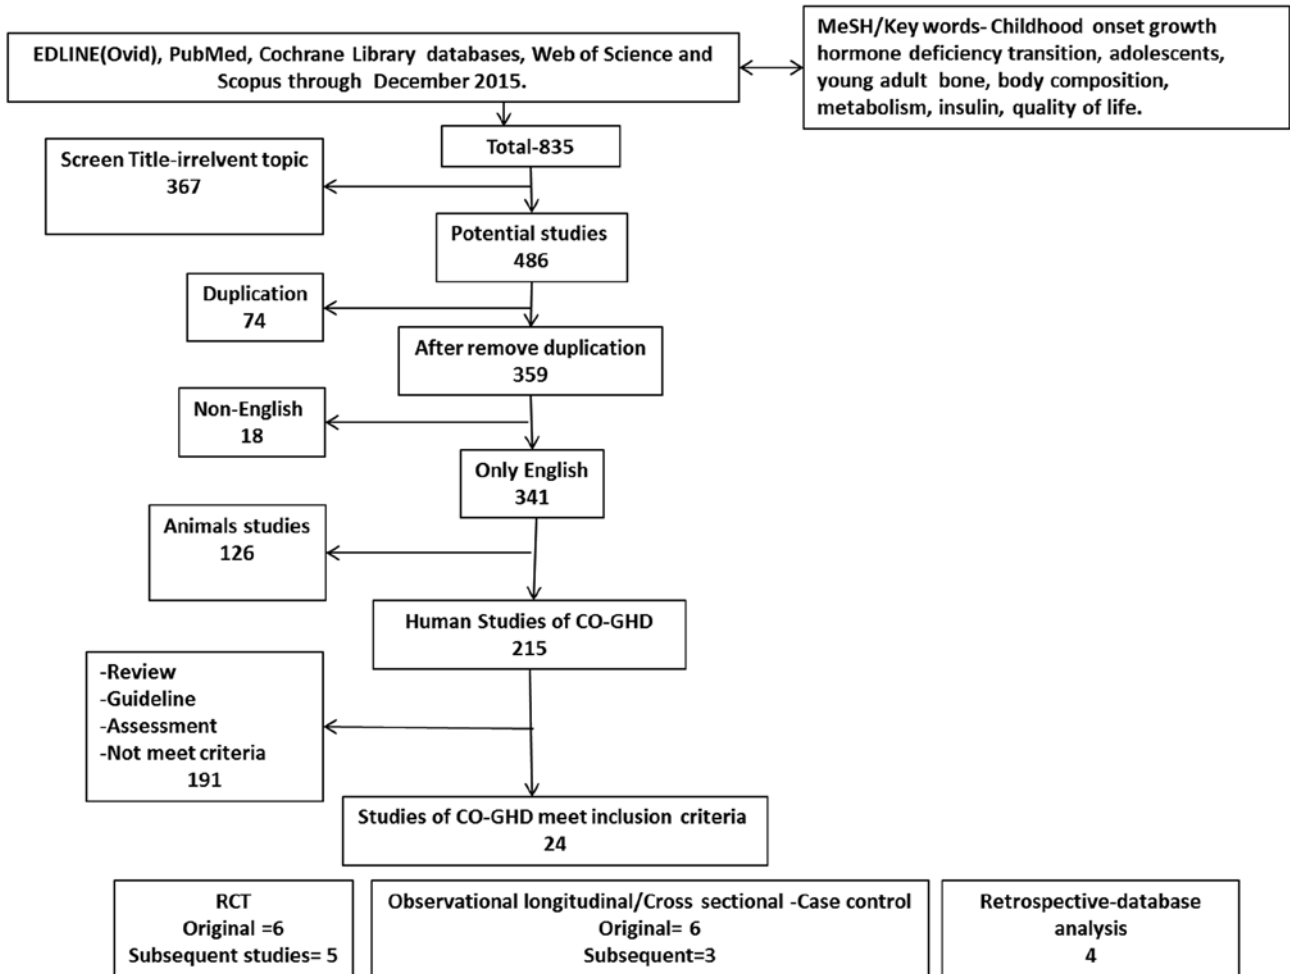 EDLINE(Ovid), PubMed, Cochrane Library databases, Web of Science and
Scopus through December 2015.
MeSH/Key words- Childhood onset growth
hormone deficiency transition, adolescents,
young adult bone, body composition,
metabolism, insulin, quality of life.
Total-835
Screen Title-irrelvent topic
367
Potential studies
486
Duplication
74
After remove duplication
359
Non-English
18
Only English
341
Animals studies
126
Human Studies of CO-GHD
215
-Review
-Guideline
-Assessment
-Not meet criteria
191
Studies of CO-GHD meet inclusion criteria
24
RCT
Original =6
Subsequent studies= 5
Observational longitudinal/Cross sectional -Case control
Original= 6
Subsequent=3
Retrospective-database
analysis
4